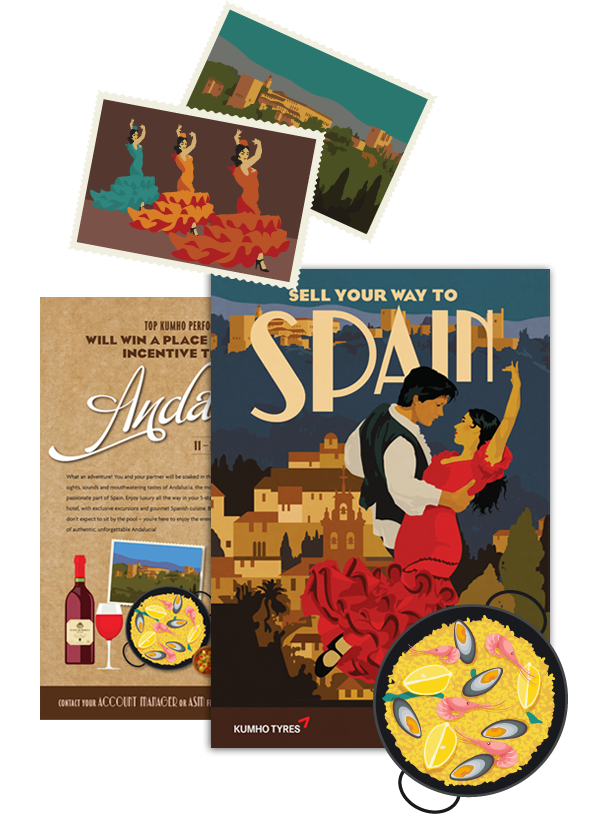 SELL YOUR WAY TO
SPAIN
TOP KUMHO PERFO
WILL WIN A PLACE
INCENTIVE T
Anda
11 –
What an adventure! You and your partner will be soaked in th
sights, sounds and mouthwatering tastes of Andalucia, the m
passionate part of Spain. Enjoy luxury all the way in your 5-st
hotel, with exclusive excursions and gourmet Spanish cuisine. B
don't expect to sit by the pool – you're here to enjoy the ener
of authentic, unforgettable Andalucia!
CONTACT YOUR ACCOUNT MANAGER OR ASM F
KUMHO TYRES